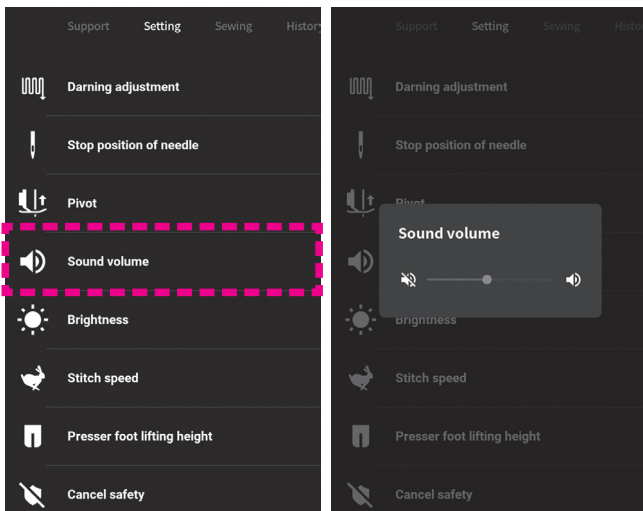 Support Setting Sewing History
Darning adjustment
Stop position of needle
Pivot
Sound volume
Brightness
Stitch speed
Presser foot lifting height
Cancel safety
Support Setting Sewing Histo
Darning adjustment
Stop position of needle
Pivot
Sound volume
Brightness
Stitch speed
Presser foot lifting height
Cancel safety